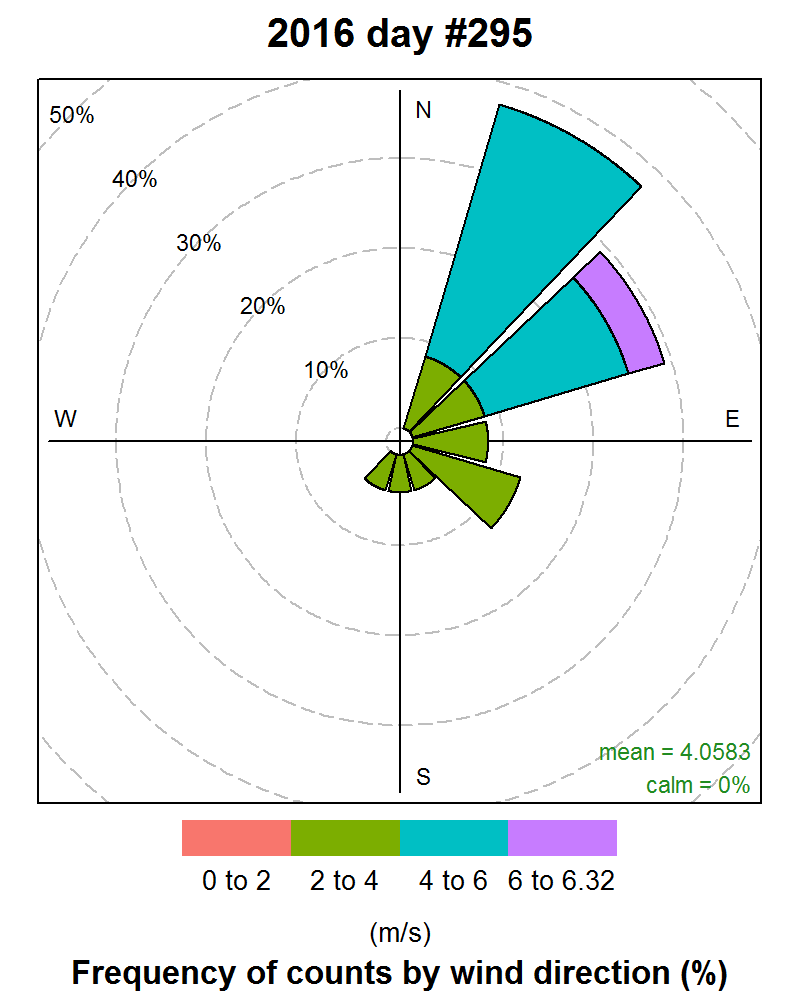 2016 day #295
50%
N
40%
30%
20%
10%
W
E
S
mean = 4.0583
calm = 0%
0 to 2 2 to 4 4 to 6 6 to 6.32
(m/s)
Frequency of counts by wind direction (%)